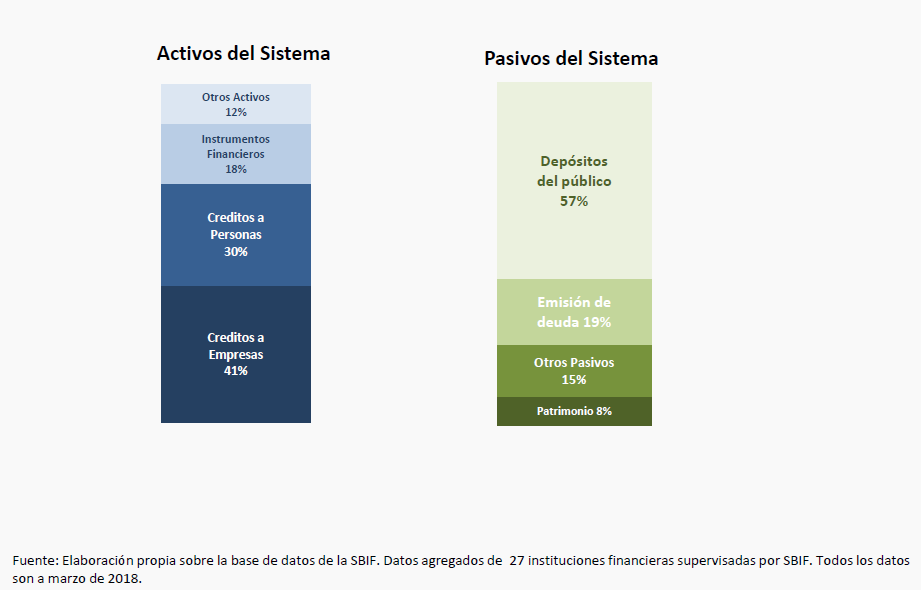 Activos del Sistema
Otros Activos
12%
Instrumentos
Financieros
18%
Creditos a
Personas
30%
Creditos a
Empresas
41%
Pasivos del Sistema
Depósitos
del público
57%
Emisión de
deuda 19%
Otros Pasivos
15%
Patrimonio 8%
Fuente: Elaboración propia sobre la base de datos de la SBIF. Datos agregados de 27 instituciones financieras supervisadas por SBIF. Todos los datos
son a marzo de 2018.